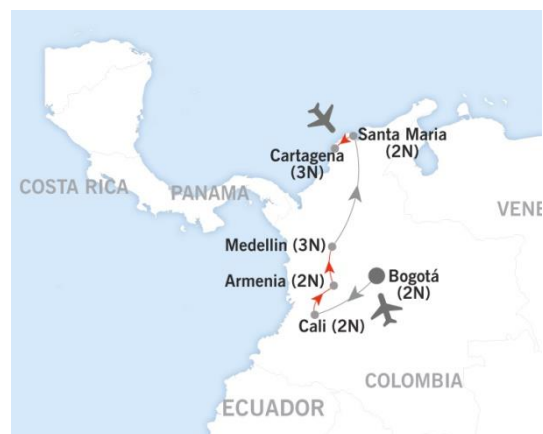 Santa Maria
(2N)
Cartagena
(3N)
COSTA RICA
PANAMA
VENE
Medellin (3N)
Armenia (2N)
Bogotá
(2N)
Cali (2N)
COLOMBIA
ECUADOR